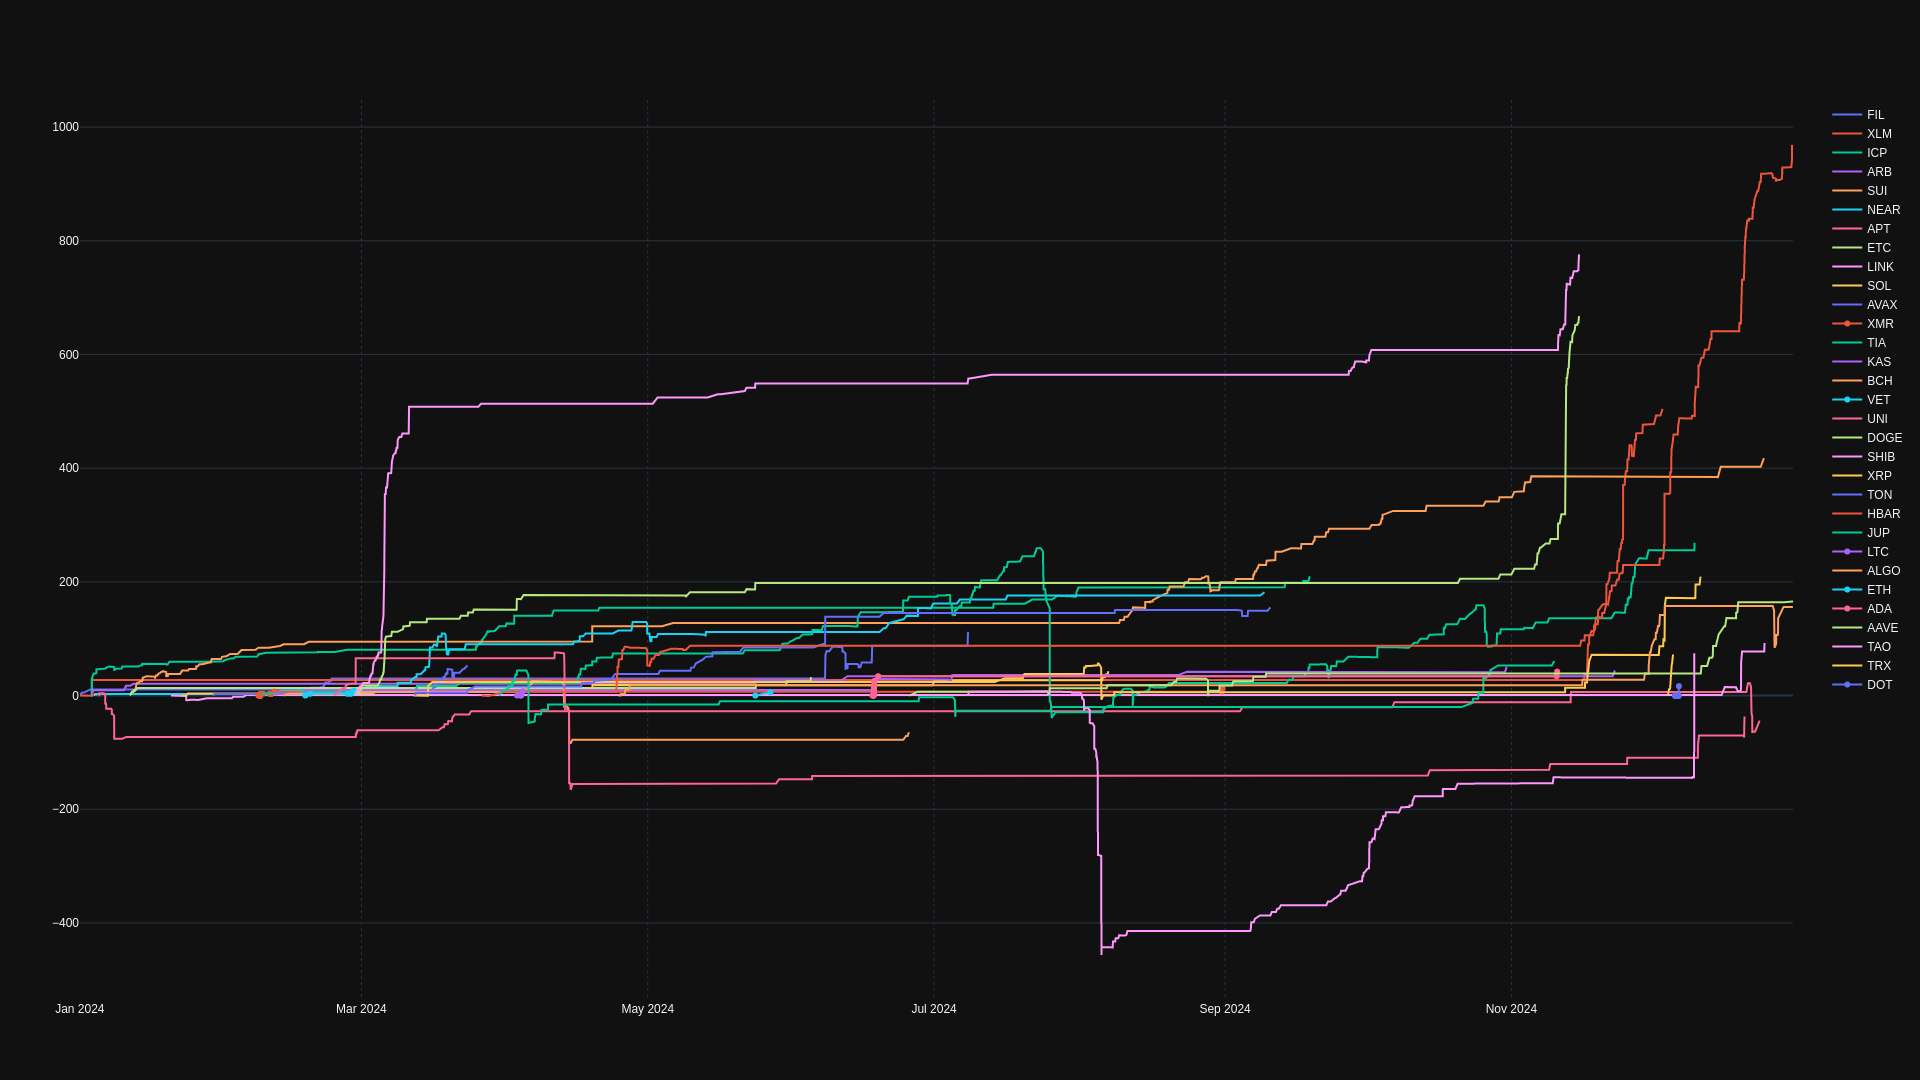 1000
800
600
400
200
0
−200
−400
Jan 2024
Mar 2024
May 2024
Jul 2024
Sep 2024
Nov 2024
FIL
XLM
ICP
ARB
SUI
NEAR
APT
ETC
LINK
SOL
AVAX
XMR
TIA
KAS
BCH
VET
UNI
DOGE
SHIB
XRP
TON
HBAR
JUP
LTC
ALGO
ETH
ADA
AAVE
TAO
TRX
DOT